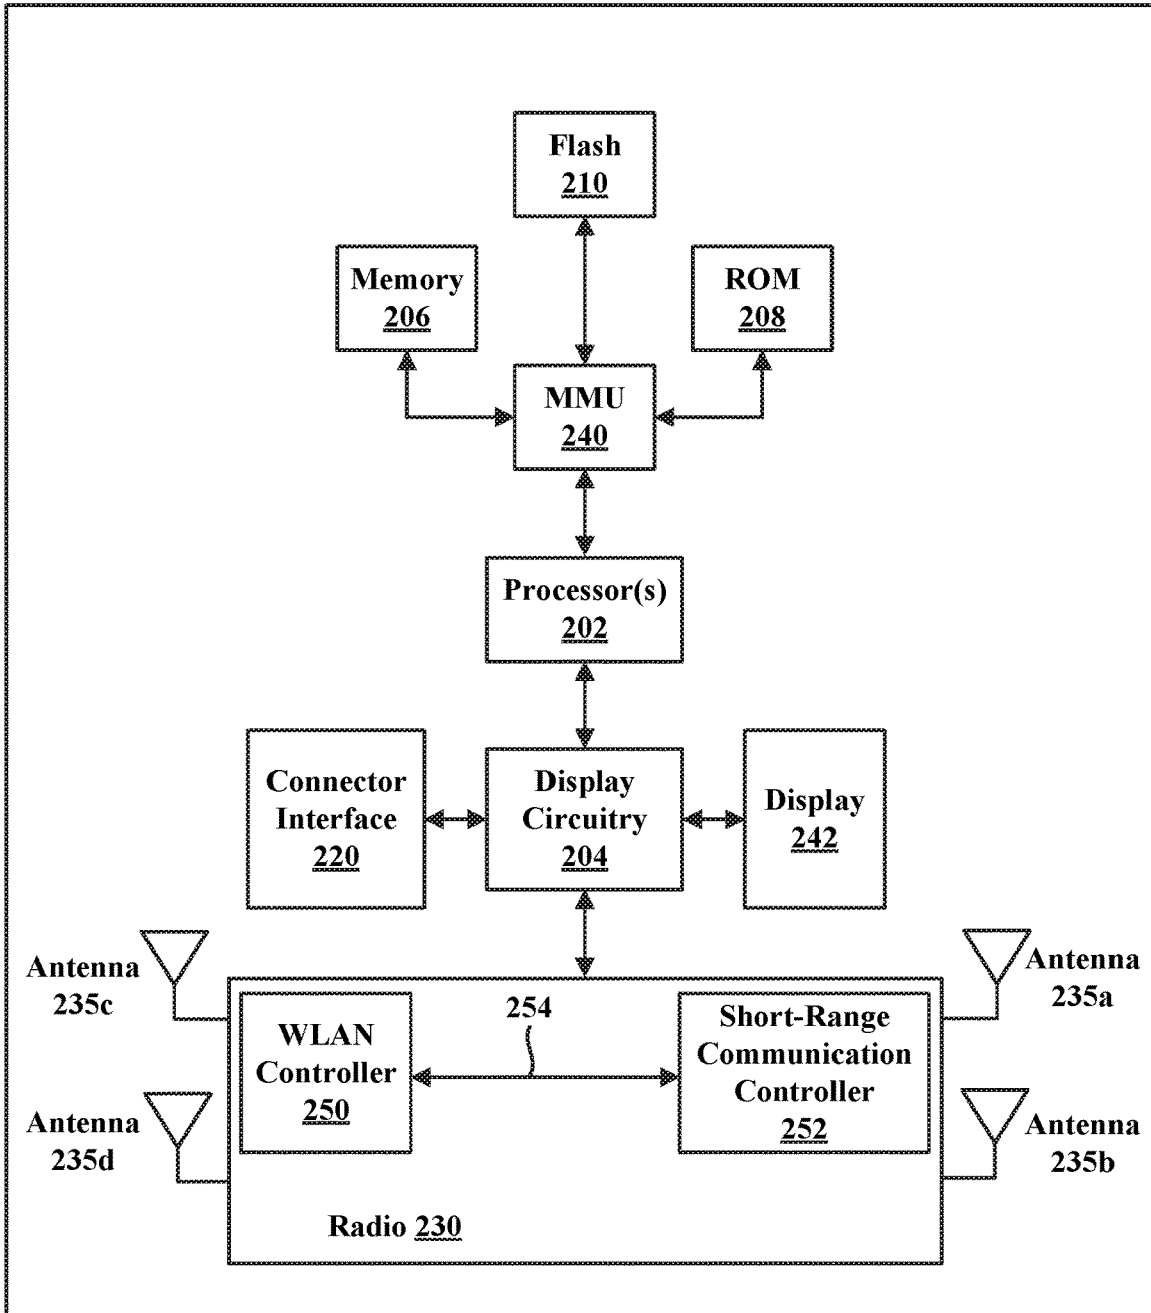 Flash
210
Memory
206
ROM
208
MMU
240
Processor(s)
202
Connector
Interface
220
Display
Circuitry
204
Display
242
Antenna
235c
Antenna
235a
254
WLAN
Controller
250
Short-Range
Communication
Controller
252
Antenna
235d
Antenna
235b
Radio 230